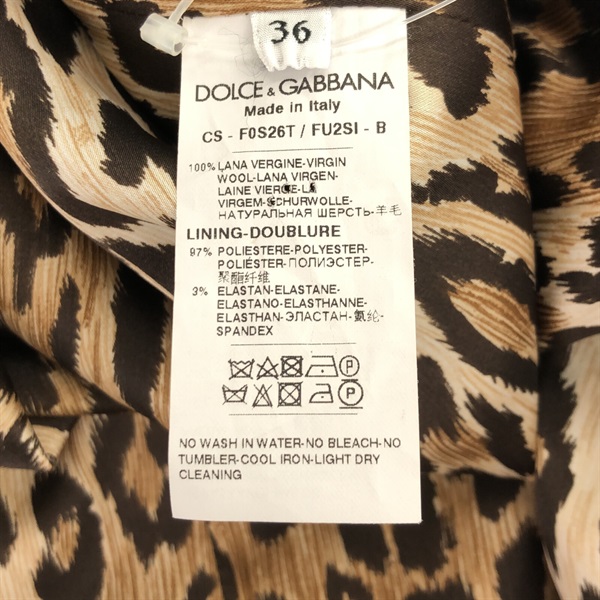 36
DOLCE & GABBANA
Made in Italy
CS - F0S26T / FU2SI - B
100% LANA VERGINE-VIRGIN
WOOL-LANA VIRGEN-
LAINE VIERGE-LÃ
VIRGEM-SCHURWOLLE-
НАТУРАЛЬНАЯ ШЕРСТЬ-羊毛
LINING-DOUBLURE
97% POLIESTERE-POLYESTER-
POLIÉSTER-ПОЛИЭСТЕР-
聚酯纤维
3% ELASTAN-ELASTANE-
ELASTANO-ELASTHANNE-
ELASTHAN-ЭЛАСТАН-氨纶-
SPANDEX
P
P
NO WASH IN WATER-NO BLEACH-NO
TUMBLER-COOL IRON-LIGHT DRY
CLEANING